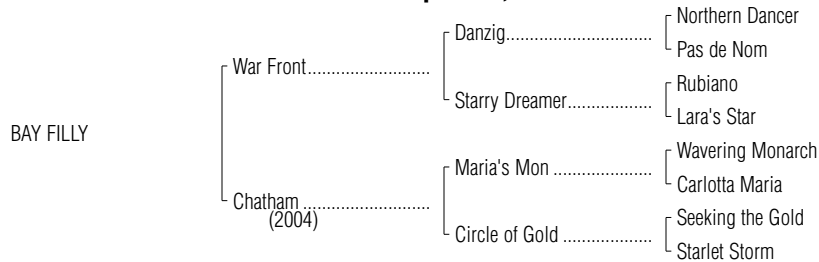 Northern Dancer
Danzig..............................
Pas de Nom
War Front..........................
Rubiano
Starry Dreamer..................
Lara's Star
BAY FILLY
Wavering Monarch
Maria's Mon .....................
Carlotta Maria
Chatham ...........................
(2004)
Seeking the Gold
Circle of Gold ...................
Starlet Storm